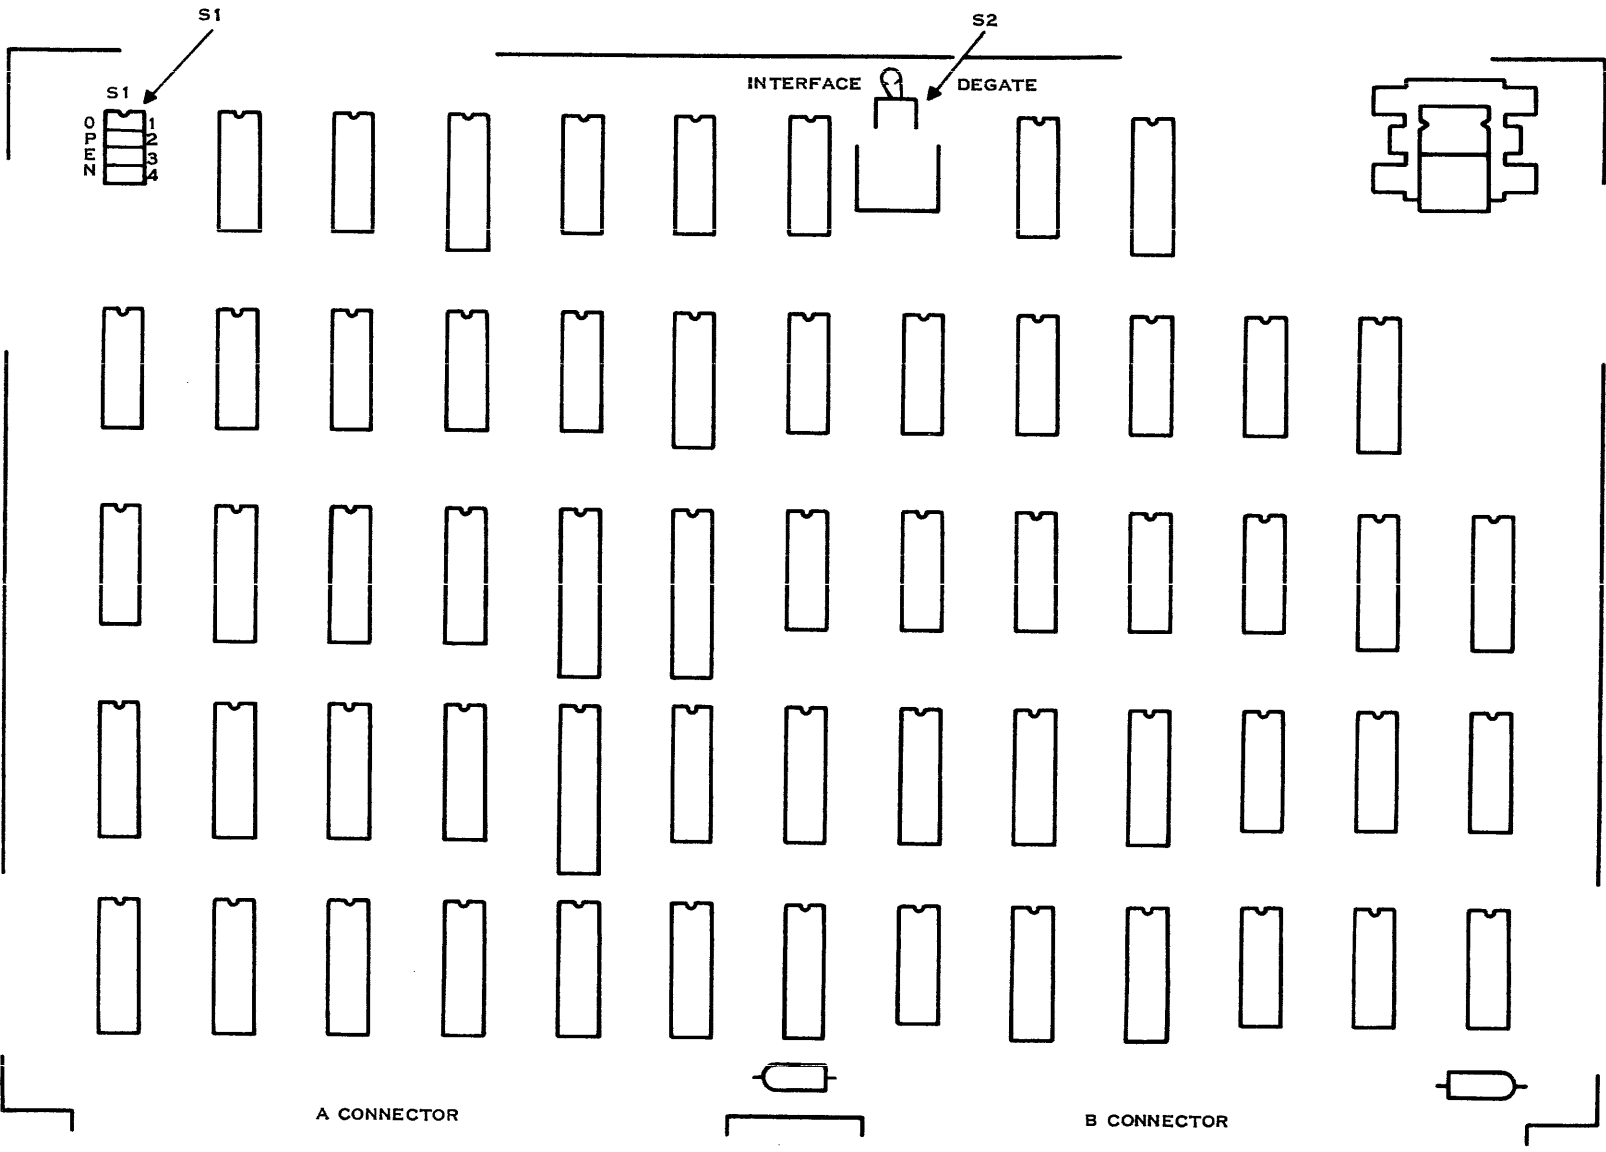 S1
S2
INTERFACE DEGATE
S1
O 1
P 2
E 3
N 4
A CONNECTOR
B CONNECTOR